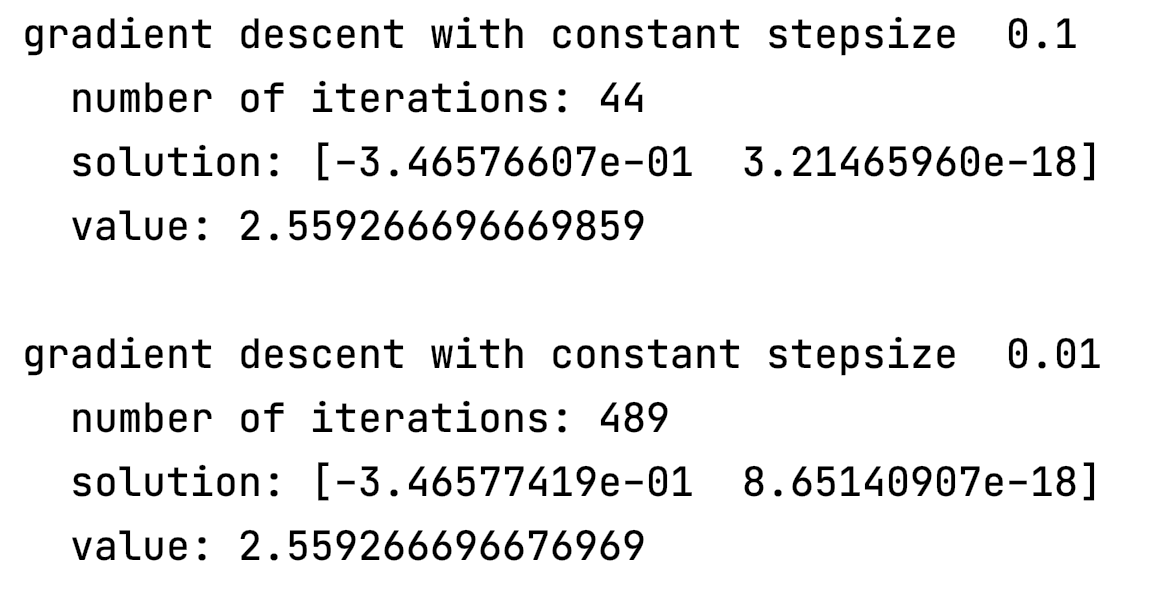 gradient descent with constant stepsize  0.1
  number of iterations: 44
  solution: [-3.46576607e-01  3.21465960e-18]
  value: 2.559266696669859

gradient descent with constant stepsize  0.01
  number of iterations: 489
  solution: [-3.46577419e-01  8.65140907e-18]
  value: 2.559266696676969